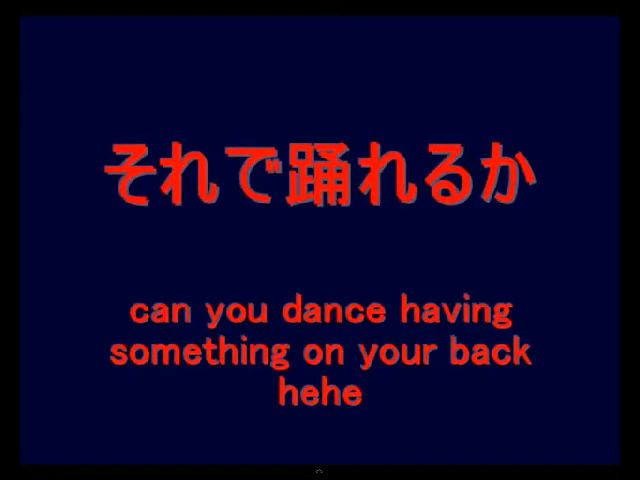 それで踊れるか
can you dance having
something on your back
hehe